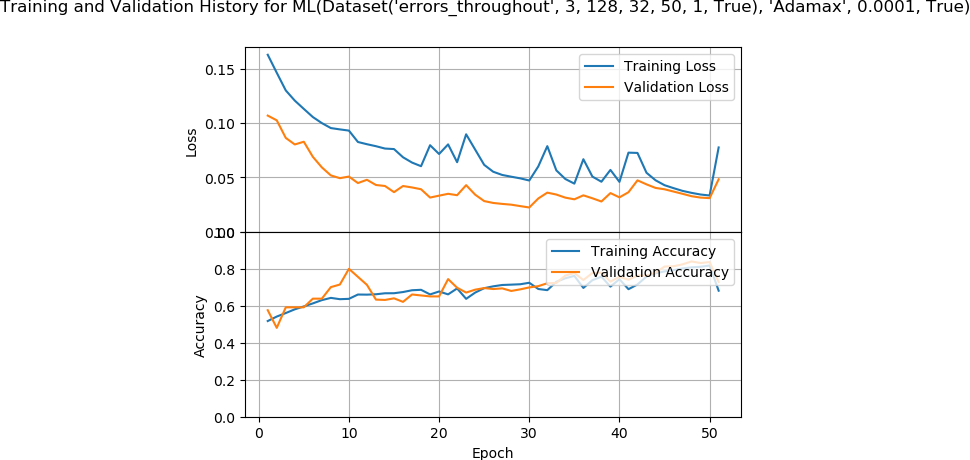 Training and Validation History for ML(Dataset('errors_throughout', 3, 128, 32, 50, 1, True), 'Adamax', 0.0001, True)
0.15
0.10
0.05
0.00
Loss
Training Loss
Validation Loss
1.0
0.8
0.6
0.4
0.2
0.0
Accuracy
Training Accuracy
Validation Accuracy
0 10 20 30 40 50
Epoch